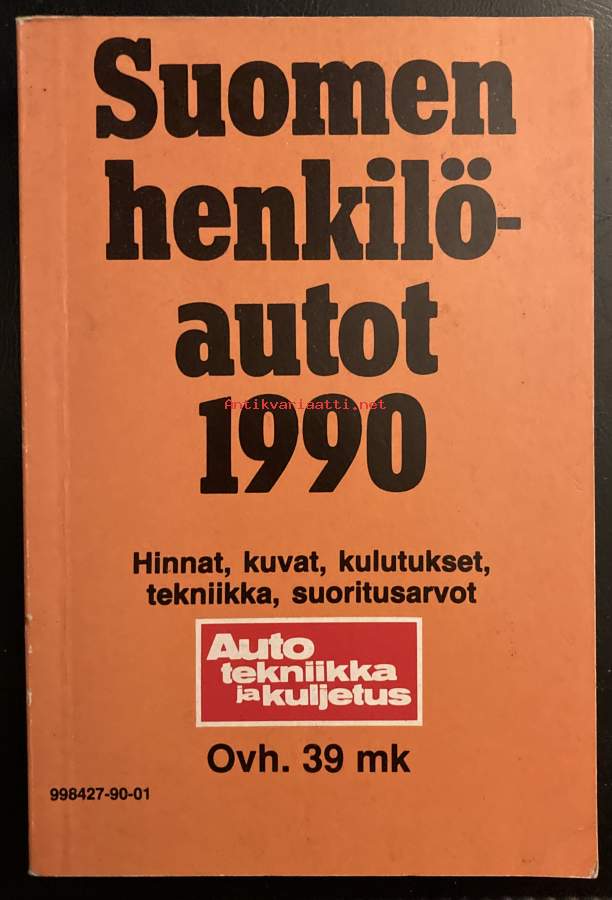 Suomen
henkilö-
autot
Antikvariaatti.net
1990
Hinnat, kuvat, kulutukset,
tekniikka, suoritusarvot
Auto
tekniikka
ja kuljetus
Ovh. 39 mk
998427-90-01